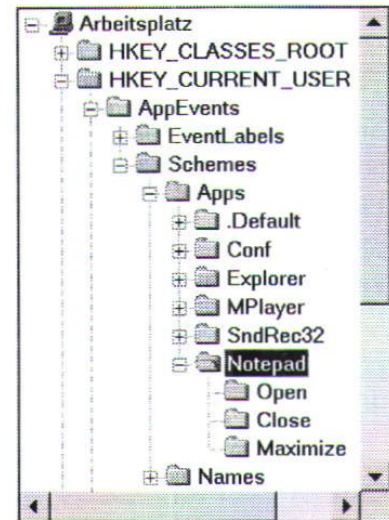 Arbeitsplatz
HKEY_CLASSES_ROOT
HKEY_CURRENT_USER
AppEvents
EventLabels
Schemes
Apps
.Default
Conf
Explorer
MPlayer
SndRec32
Notepad
Open
Close
Maximize
Names